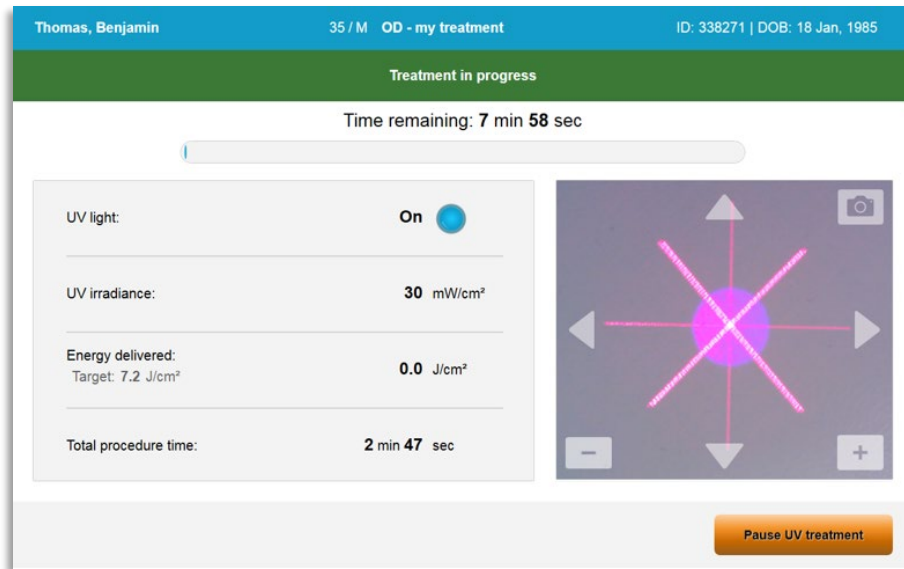 Thomas, Benjamin 35 / M OD - my treatment ID: 338271 | DOB: 18 Jan, 1985
Treatment in progress
Time remaining: 7 min 58 sec
UV light: On
UV irradiance: 30 mW/cm²
Energy delivered:
Target: 7.2 J/cm² 0.0 J/cm²
Total procedure time: 2 min 47 sec
Pause UV treatment